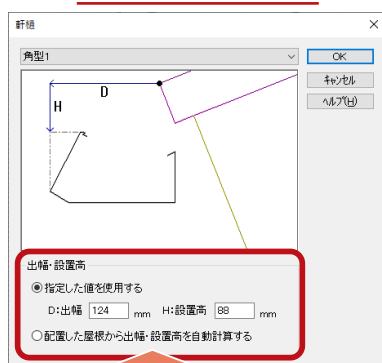 軒樋
角型1
OK
キャンセル
ヘルプ(H)
D
H
出幅・設置高
指定した値を使用する
D:出幅 124 mm H:設置高 88 mm
配置した屋根から出幅・設置高を自動計算する